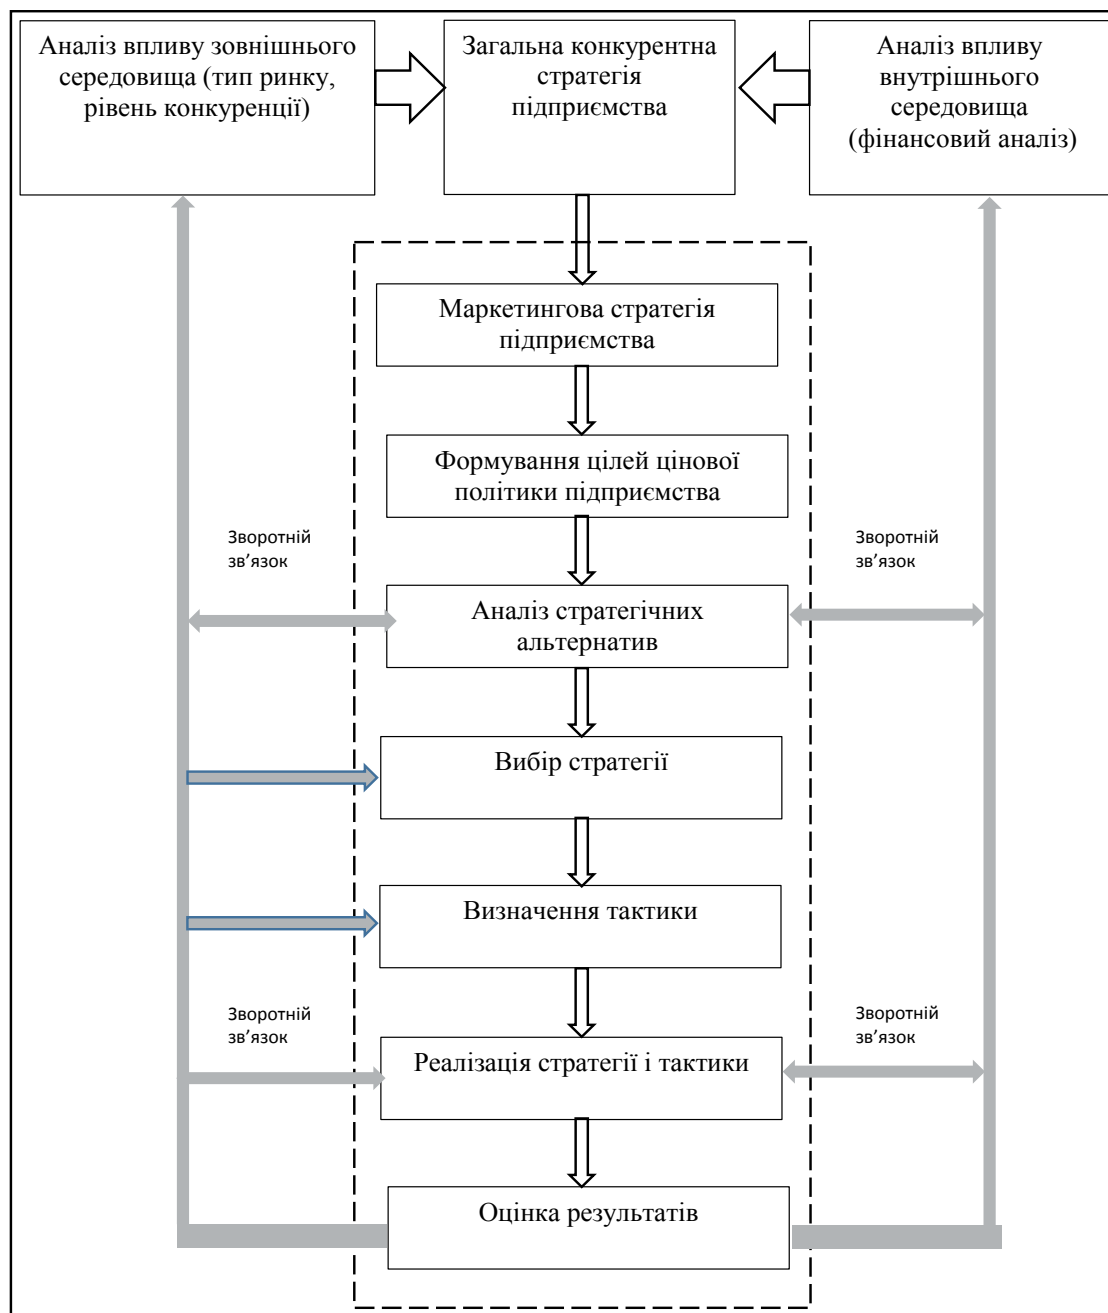 Аналіз впливу зовнішнього
середовища (тип ринку,
рівень конкуренції)
Загальна конкурентна
стратегія
підприємства
Аналіз впливу
внутрішнього
середовища
(фінансовий аналіз)
Маркетингова стратегія
підприємства
Формування цілей цінової
політики підприємства
Зворотній
зв’язок
Зворотній
зв’язок
Аналіз стратегічних
альтернатив
Вибір стратегії
Визначення тактики
Зворотній
зв’язок
Зворотній
зв’язок
Реалізація стратегії і тактики
Оцінка результатів